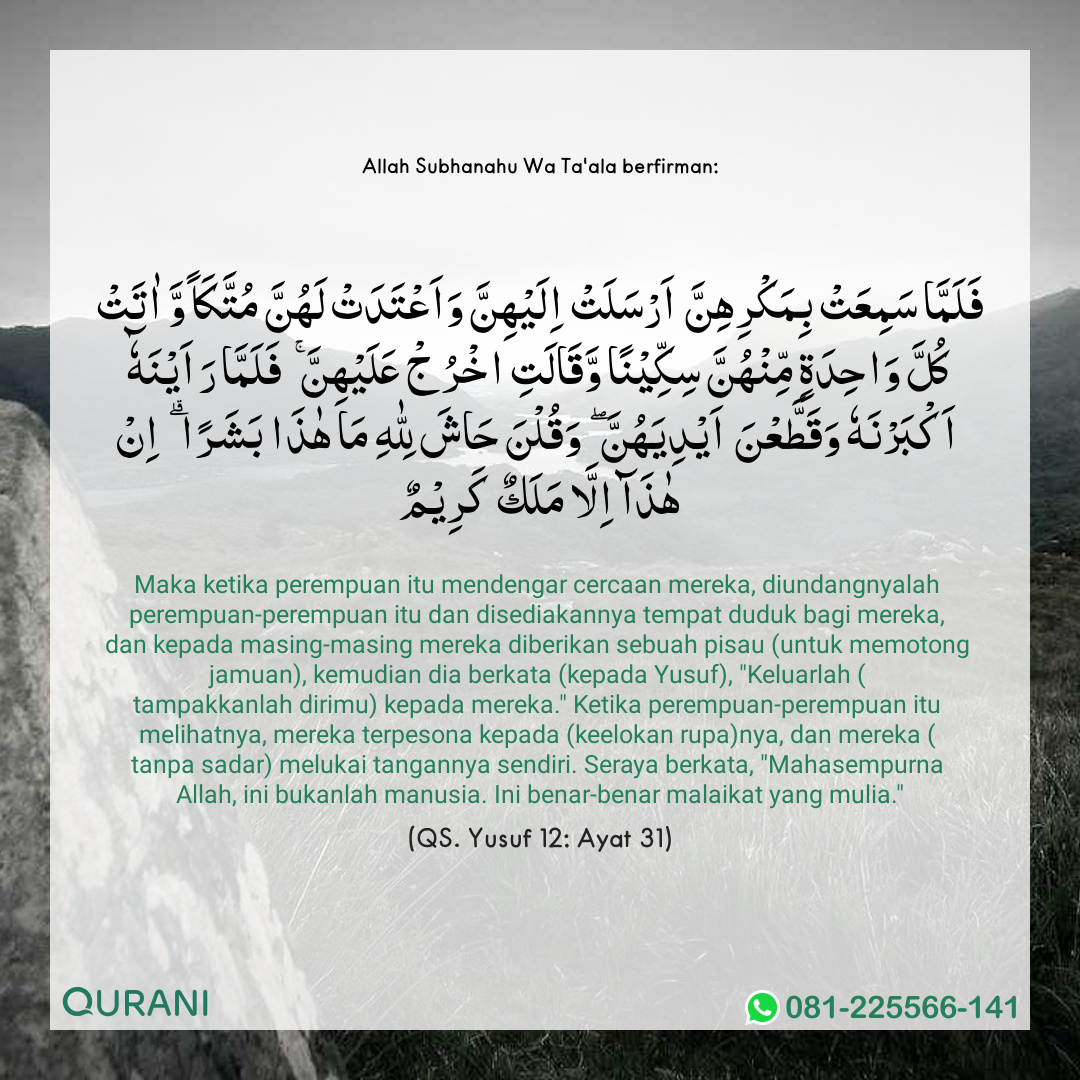 Allah Subhanahu Wa Ta'ala berfirman:
فَلَمَّا سَمِعَتْ بِمَكْرِهِنَّ اَرْسَلَتْ اِلَيْهِنَّ وَاَعْتَدَتْ لَهُنَّ مُتَّكَاً وَّاٰتَتْ
كُلَّ وَاحِدَةٍ مِّنْهُنَّ سِكِّيْنًا وَّقَالَتِ اخْرُجْ عَلَيْهِنَّ ۚ فَلَمَّا رَاَيْنَهٗٓ
اَكْبَرْنَهٗ وَقَطَّعْنَ اَيْدِيَهُنَّ ۖ وَقُلْنَ حَاشَ لِلّٰهِ مَا هٰذَا بَشَرًا ۗ اِنْ
هٰذَآ اِلَّا مَلَكٌ كَرِيْمٌ
Maka ketika perempuan itu mendengar cercaan mereka, diundangnyalah
perempuan-perempuan itu dan disediakannya tempat duduk bagi mereka,
dan kepada masing-masing mereka diberikan sebuah pisau (untuk memotong
jamuan), kemudian dia berkata (kepada Yusuf), "Keluarlah (
tampakkanlah dirimu) kepada mereka." Ketika perempuan-perempuan itu
melihatnya, mereka terpesona kepada (keelokan rupa)nya, dan mereka (
tanpa sadar) melukai tangannya sendiri. Seraya berkata, "Mahasempurna
Allah, ini bukanlah manusia. Ini benar-benar malaikat yang mulia."
(QS. Yusuf 12: Ayat 31)
QURANI
081-225566-141